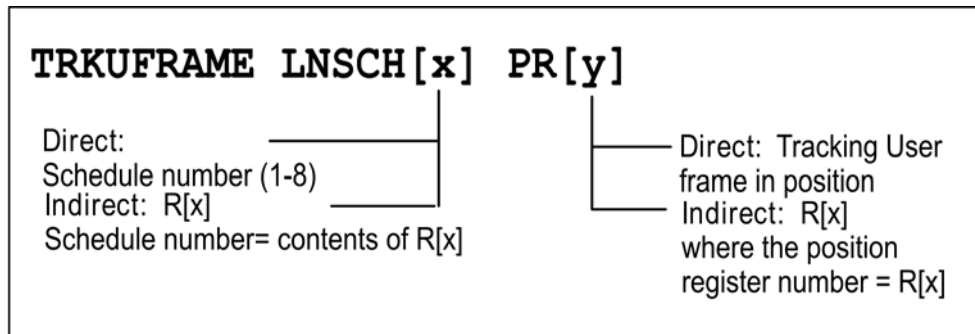 TRKUFRAME LNSCH[x] PR[y]
Direct:
Schedule number (1-8)
Indirect: R[x]
Schedule number= contents of R[x]
Direct: Tracking User
frame in position
Indirect: R[x]
where the position
register number = R[x]